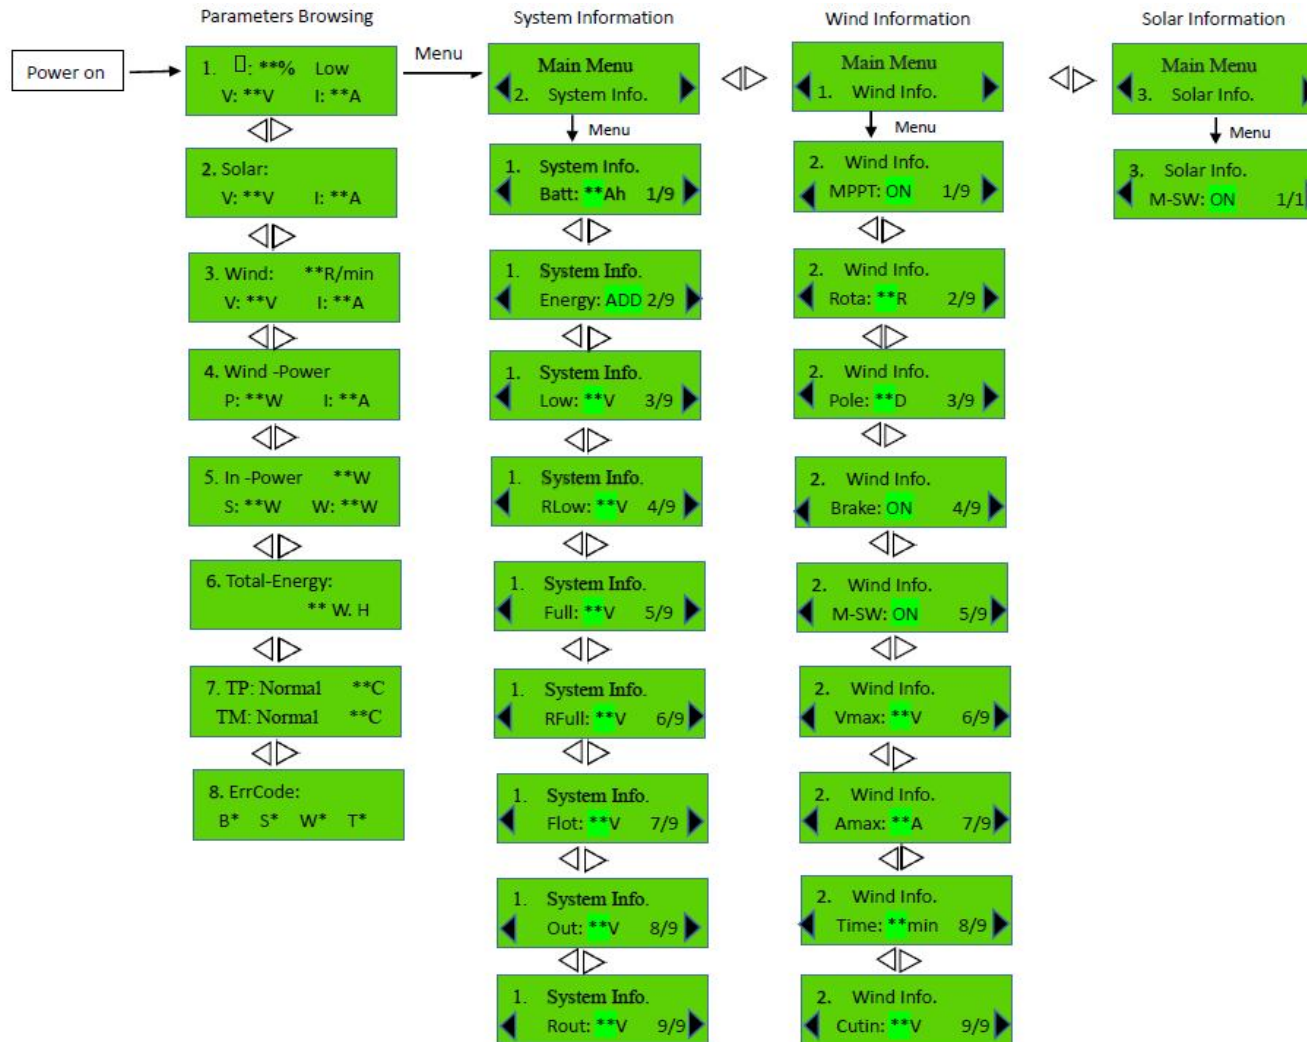 Parameters Browsing
System Information
Wind Information
Solar Information
Power on
1. ▯: **% Low
V: **V I: **A
Menu
2. Solar:
V: **V I: **A
3. Wind: **R/min
V: **V I: **A
4. Wind -Power
P: **W I: **A
5. In -Power **W
S: **W W: **W
6. Total-Energy:
** W. H
7. TP: Normal **C
TM: Normal **C
8. ErrCode:
B* S* W* T*
Main Menu
2. System Info.
Menu
1. System Info.
Batt: **Ah 1/9
1. System Info.
Energy: ADD 2/9
1. System Info.
Low: **V 3/9
1. System Info.
RLow: **V 4/9
1. System Info.
Full: **V 5/9
1. System Info.
RFull: **V 6/9
1. System Info.
Flot: **V 7/9
1. System Info.
Out: **V 8/9
1. System Info.
Rout: **V 9/9
Main Menu
1. Wind Info.
Menu
2. Wind Info.
MPPT: ON 1/9
2. Wind Info.
Rota: **R 2/9
2. Wind Info.
Pole: **D 3/9
2. Wind Info.
Brake: ON 4/9
2. Wind Info.
M-SW: ON 5/9
2. Wind Info.
Vmax: **V 6/9
2. Wind Info.
Amax: **A 7/9
2. Wind Info.
Time: **min 8/9
2. Wind Info.
Cutin: **V 9/9
Main Menu
3. Solar Info.
Menu
3. Solar Info.
M-SW: ON 1/1